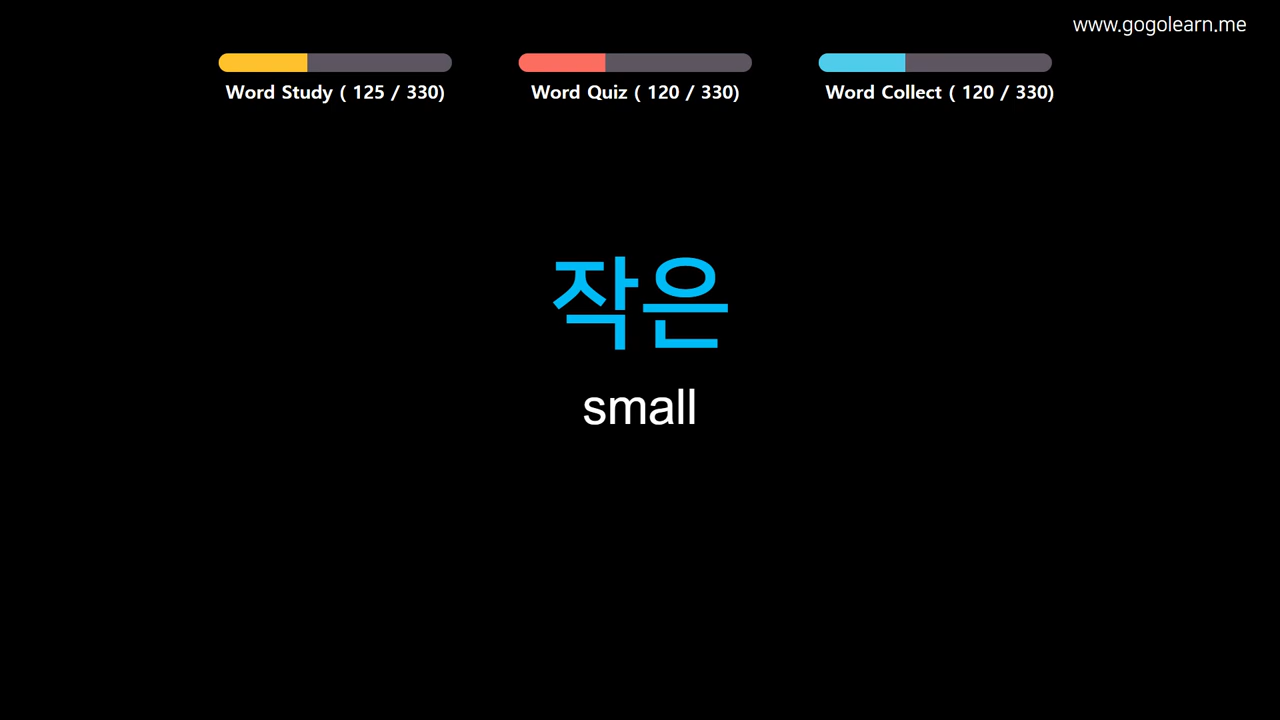 www.gogolearn.me
Word Study ( 125 / 330)
Word Quiz ( 120 / 330)
Word Collect ( 120 / 330)
작은
small